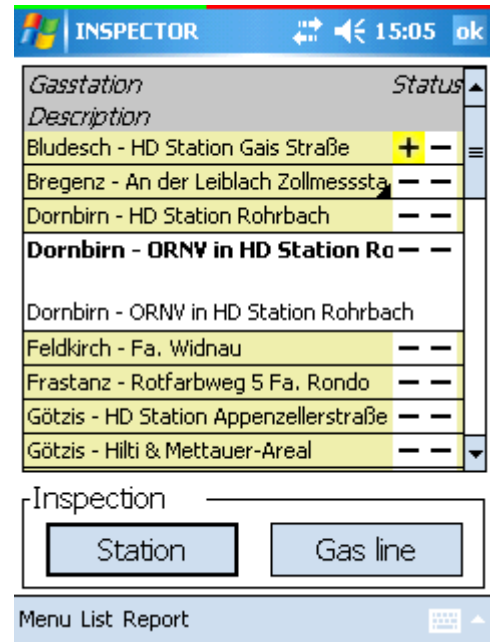 INSPECTOR 15:05 ok
Gasstation Status
Description
Bludesch - HD Station Gais Straße + −
Bregenz - An der Leiblach Zollmesssta − −
Dornbirn - HD Station Rohrbach − −
Dornbirn - ORNV in HD Station Ro − −
Dornbirn - ORNV in HD Station Rohrbach
Feldkirch - Fa. Widnau − −
Frastanz - Rotfarbweg 5 Fa. Rondo − −
Götzis - HD Station Appenzellerstraße − −
Götzis - Hilti & Mettauer-Areal − −
Inspection
Station Gas line
Menu List Report